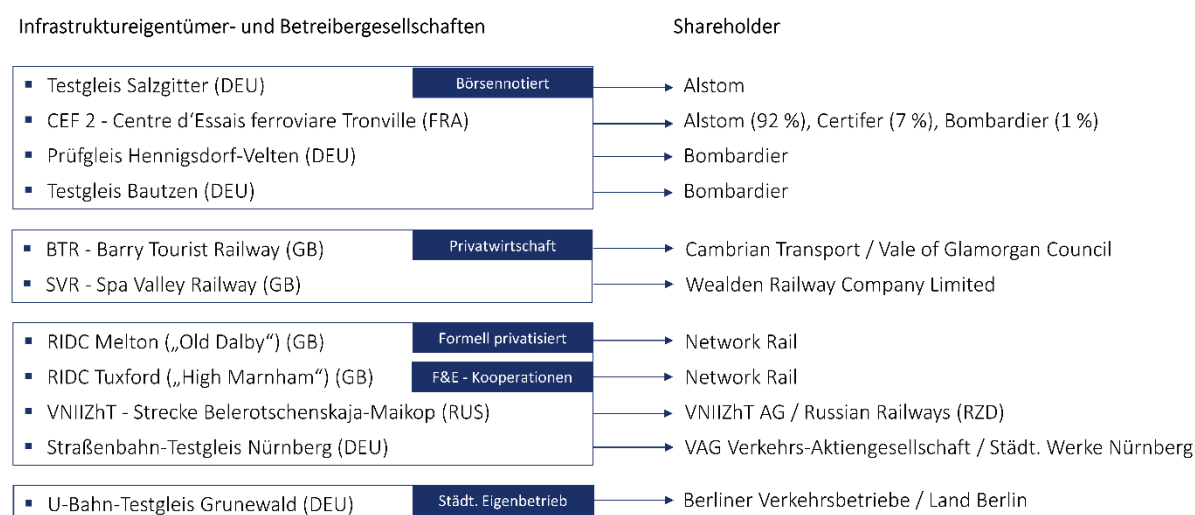 Infrastruktureigentümer- und Betreibergesellschaften Shareholder
▪ Testgleis Salzgitter (DEU) Börsennotiert Alstom
▪ CEF 2 - Centre d‘Essais ferroviare Tronville (FRA) Alstom (92 %), Certifer (7 %), Bombardier (1 %)
▪ Prüfgleis Hennigsdorf-Velten (DEU) Bombardier
▪ Testgleis Bautzen (DEU) Bombardier
▪ BTR - Barry Tourist Railway (GB) Privatwirtschaft Cambrian Transport / Vale of Glamorgan Council
▪ SVR - Spa Valley Railway (GB) Wealden Railway Company Limited
▪ RIDC Melton („Old Dalby“) (GB) Formell privatisiert Network Rail
▪ RIDC Tuxford („High Marnham“) (GB) F&E - Kooperationen Network Rail
▪ VNIIZhT - Strecke Belerotschenskaja-Maikop (RUS) VNIIZhT AG / Russian Railways (RZD)
▪ Straßenbahn-Testgleis Nürnberg (DEU) VAG Verkehrs-Aktiengesellschaft / Städt. Werke Nürnberg
▪ U-Bahn-Testgleis Grunewald (DEU) Städt. Eigenbetrieb Berliner Verkehrsbetriebe / Land Berlin